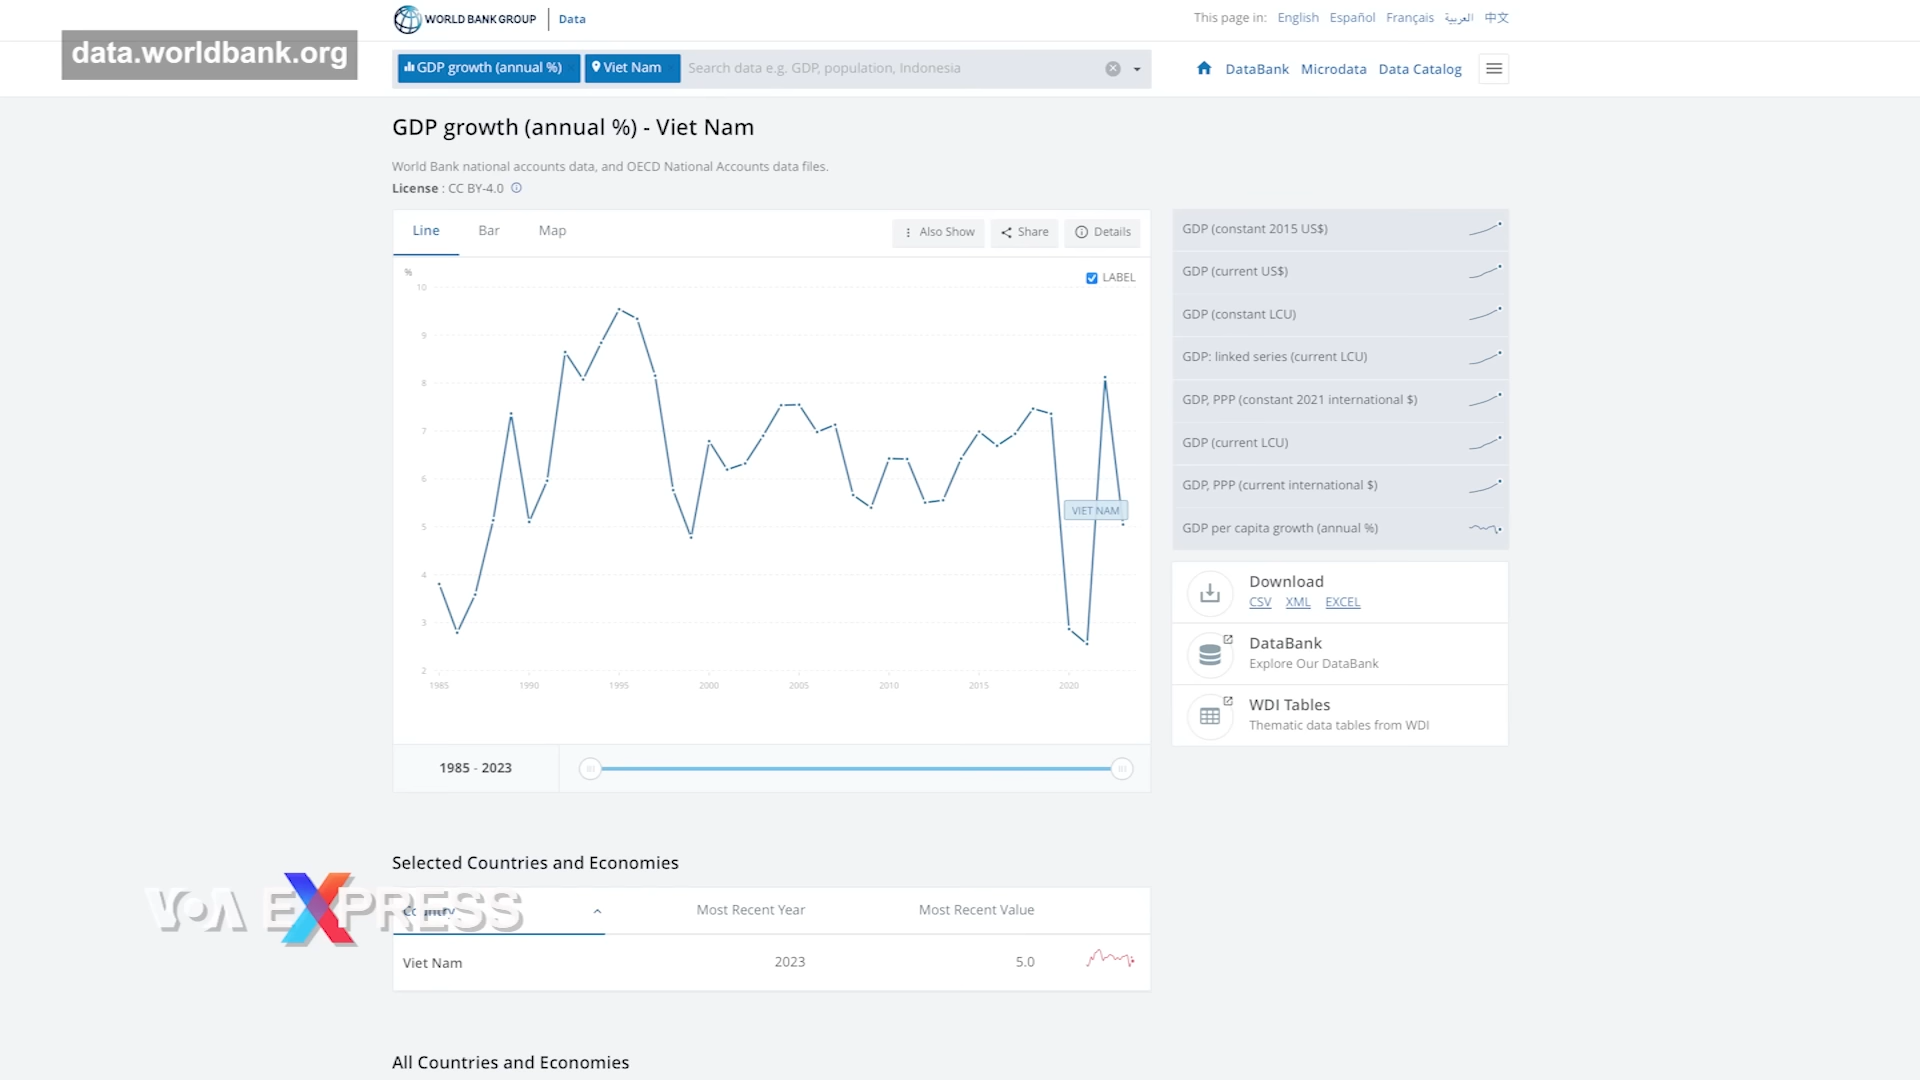 WORLD BANK GROUP Data
This page in: English Español Français العربية 中文
data.worldbank.org
GDP growth (annual %) Viet Nam Search data e.g. GDP, population, Indonesia
DataBank Microdata Data Catalog
GDP growth (annual %) - Viet Nam
World Bank national accounts data, and OECD National Accounts data files.
License : CC BY-4.0
Line Bar Map
Also Show Share Details
%
LABEL
10
9
8
7
6
5
4
3
2
VIET NAM
1985 1990 1995 2000 2005 2010 2015 2020
1985 - 2023
GDP (constant 2015 US$)
GDP (current US$)
GDP (constant LCU)
GDP: linked series (current LCU)
GDP, PPP (constant 2021 international $)
GDP (current LCU)
GDP, PPP (current international $)
GDP per capita growth (annual %)
Download
CSV XML EXCEL
DataBank
Explore Our DataBank
WDI Tables
Thematic data tables from WDI
Selected Countries and Economies
VOA EXPRESS
Country Most Recent Year Most Recent Value
Viet Nam 2023 5.0
All Countries and Economies